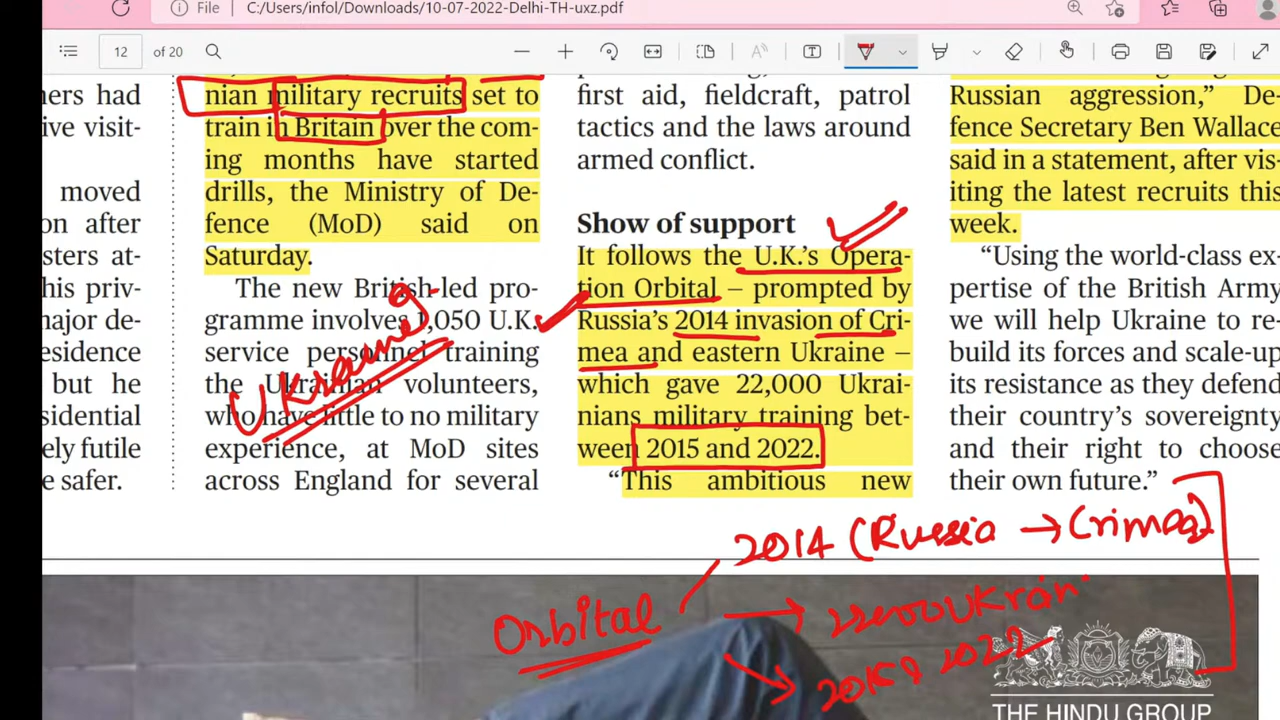 C:/Users/infol/Downloads/10-07-2022-Delhi-TH-uxz.pdf
12 of 20
ners had
ive visit-
moved
on after
sters at-
his priv-
major de-
esidence
but he
sidential
ely futile
e safer.
nian military recruits set to
train in Britain over the com-
ing months have started
drills, the Ministry of De-
fence (MoD) said on
Saturday.
The new British-led pro-
gramme involves 1,050 U.K.
service personnel training
the Ukrainian volunteers,
who have little to no military
experience, at MoD sites
across England for several
Ukraine
first aid, fieldcraft, patrol
tactics and the laws around
armed conflict.
Show of support
It follows the U.K.'s Opera-
tion Orbital – prompted by
Russia's 2014 invasion of Cri-
mea and eastern Ukraine –
which gave 22,000 Ukrai-
nians military training bet-
ween 2015 and 2022.
"This ambitious new
Russian aggression," De-
fence Secretary Ben Wallace
said in a statement, after vis-
iting the latest recruits this
week.
"Using the world-class ex-
pertise of the British Army
we will help Ukraine to re-
build its forces and scale-up
its resistance as they defend
their country's sovereignty
and their right to choose
their own future."
2014 (Russia → Crimea)
Orbital
2022
THE HINDU GROUP